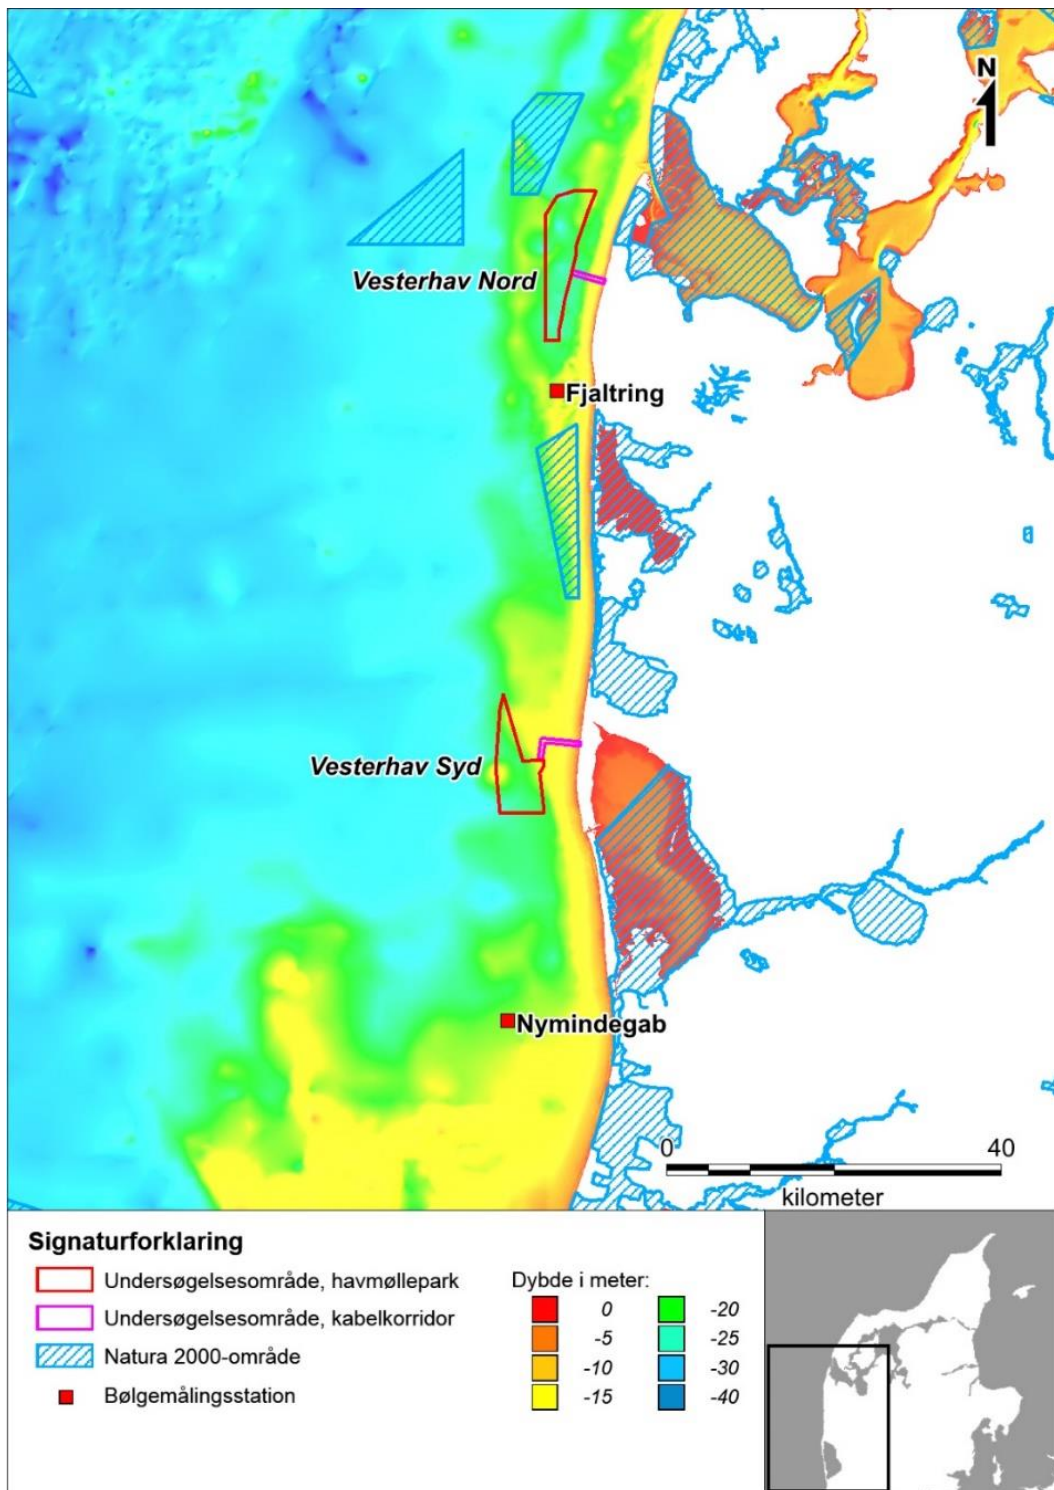 N
Vesterhav Nord
Fjaltring
Vesterhav Syd
Nymindegab
0 40
kilometer
Signaturforklaring
Undersøgelsesområde, havmøllepark
Undersøgelsesområde, kabelkorridor
Natura 2000-område
Bølgemålingsstation
Dybde i meter:
0 -20
-5 -25
-10 -30
-15 -40